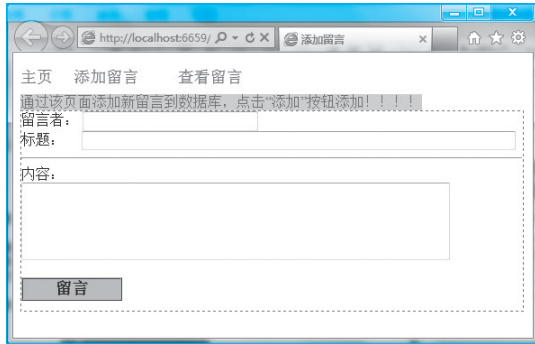 http://localhost:6659/
添加留言
主页 添加留言 查看留言
通过该页面添加新留言到数据库，点击“添加”按钮添加！！！！
留言者：
标题：
内容：
留言